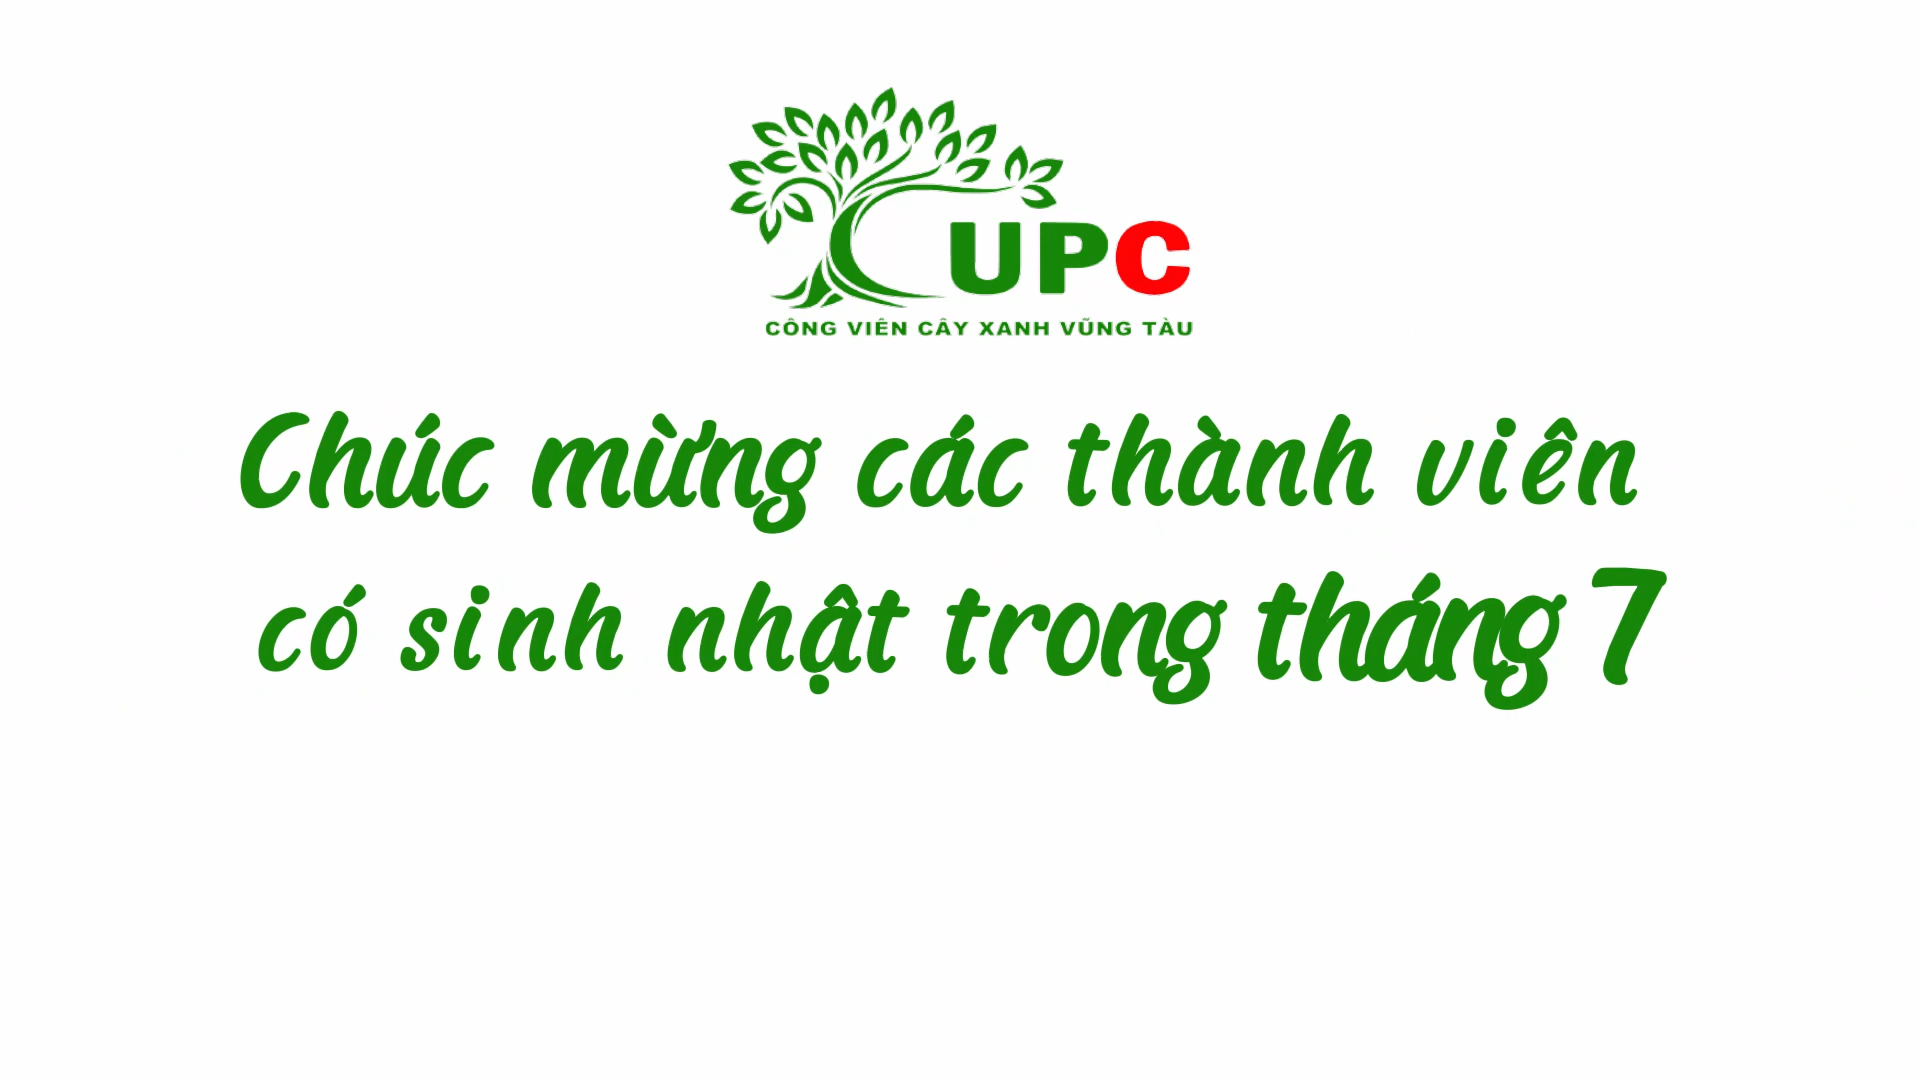 UPC
CÔNG VIÊN CÂY XANH VŨNG TÀU
Chúc mừng các thành viên
có sinh nhật trong tháng 7